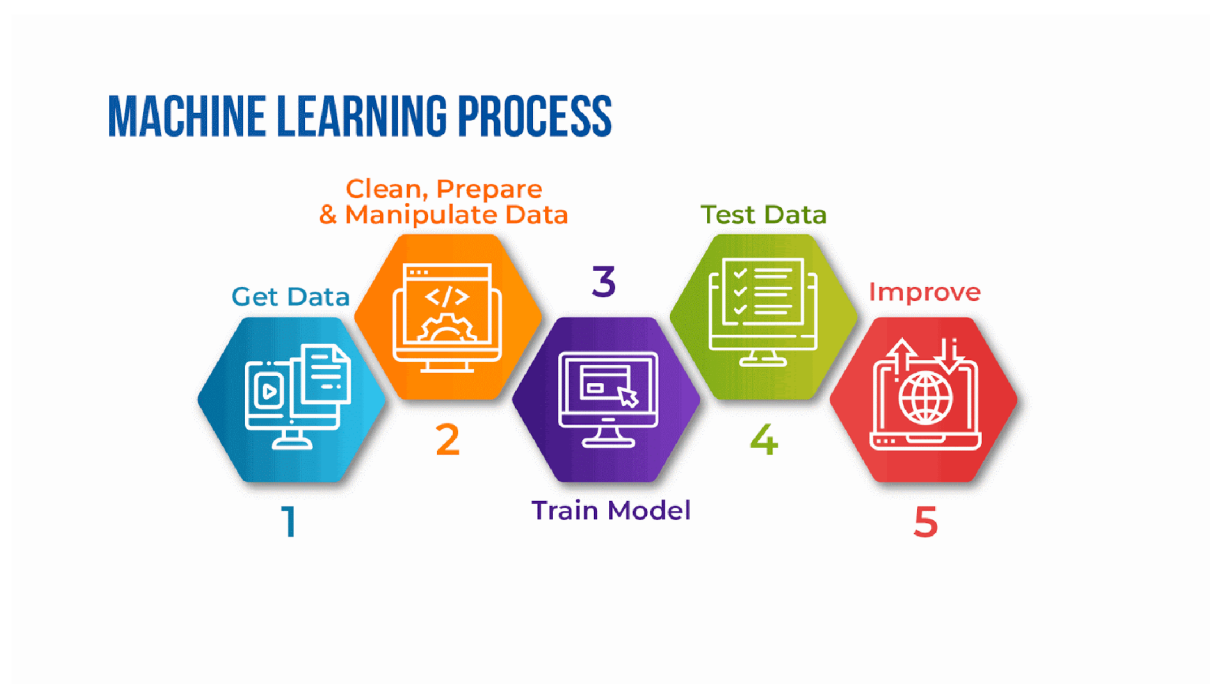 MACHINE LEARNING PROCESS
Get Data
1
Clean, Prepare
& Manipulate Data
2
3
Train Model
Test Data
4
Improve
5